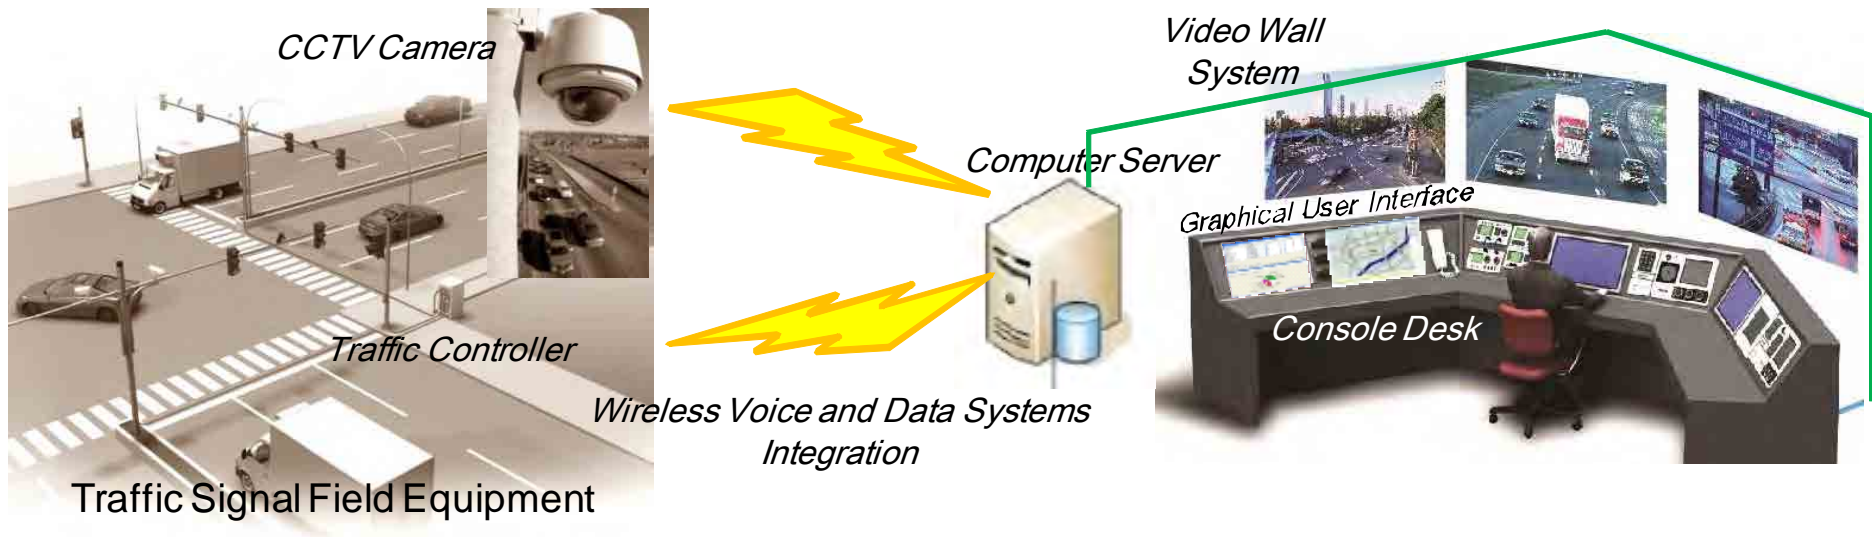 CCTV Camera
Video Wall
System
Computer Server
Graphical User Interface
Console Desk
Traffic Controller
Wireless Voice and Data Systems
Integration
Traffic Signal Field Equipment